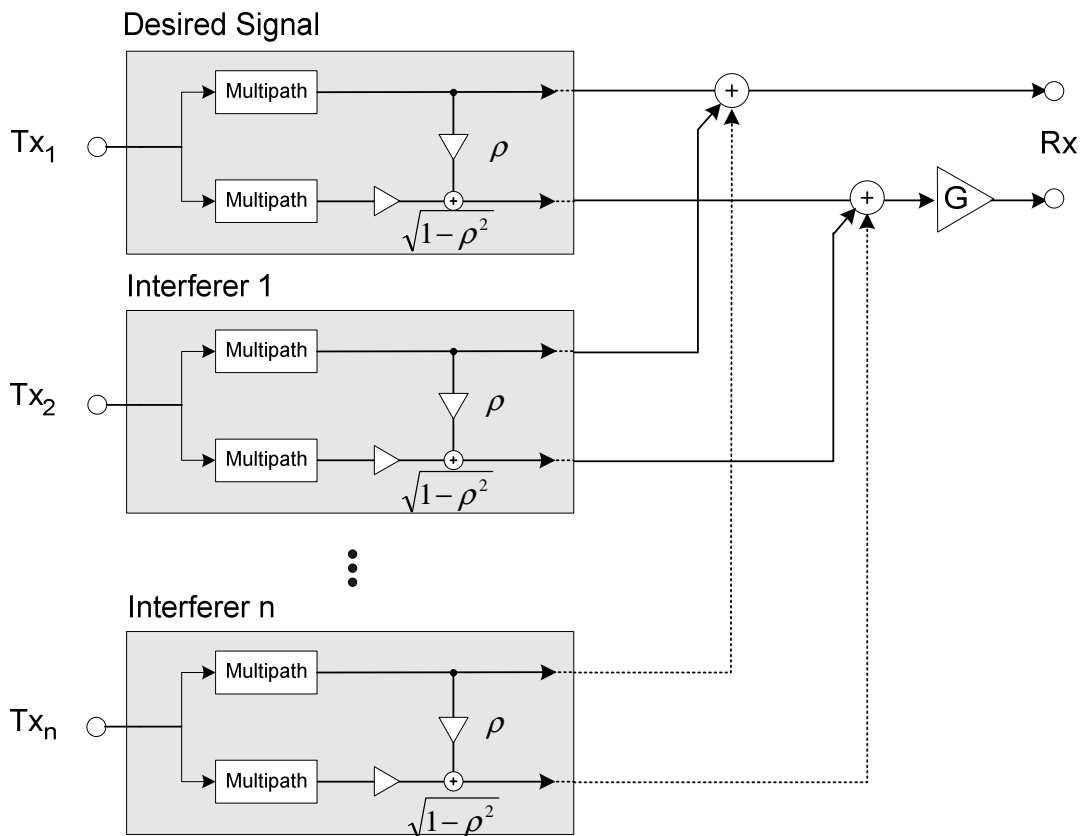 Desired Signal
Tx₁
Multipath
ρ
Multipath
√1−ρ²
+
+
+
G
Rx
Interferer 1
Tx₂
Multipath
ρ
Multipath
+
√1−ρ²
Interferer n
Txₙ
Multipath
ρ
Multipath
+
√1−ρ²